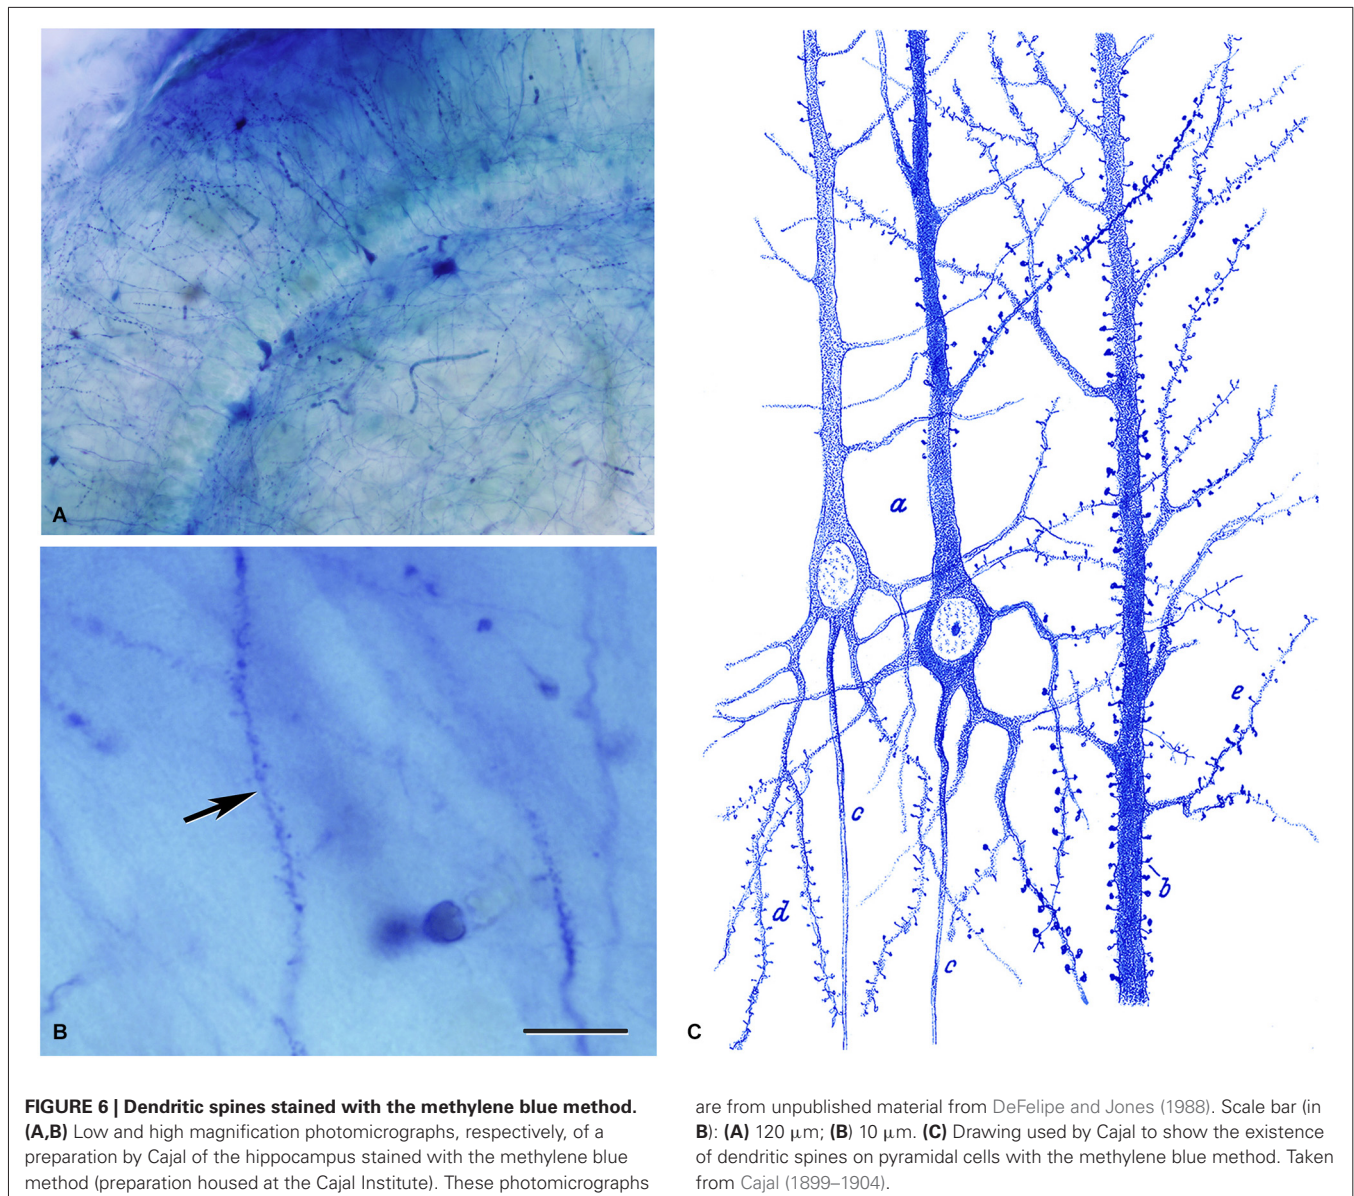 A
B
a
c
d
c
e
b
C
FIGURE 6 | Dendritic spines stained with the methylene blue method.
(A,B) Low and high magnification photomicrographs, respectively, of a
preparation by Cajal of the hippocampus stained with the methylene blue
method (preparation housed at the Cajal Institute). These photomicrographs
are from unpublished material from DeFelipe and Jones (1988). Scale bar (in
B): (A) 120 μm; (B) 10 μm. (C) Drawing used by Cajal to show the existence
of dendritic spines on pyramidal cells with the methylene blue method. Taken
from Cajal (1899–1904).